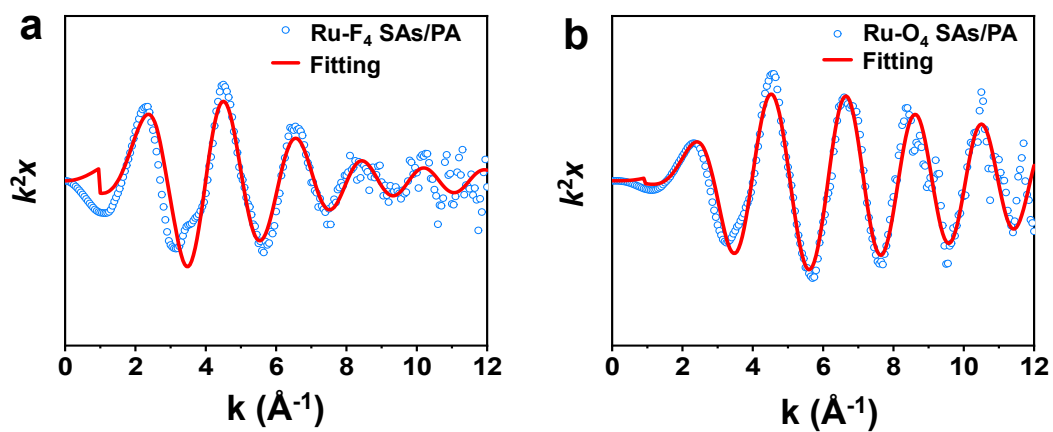 a
Ru-F₄ SAs/PA
Fitting
k²x
0 2 4 6 8 10 12
k (Å⁻¹)
b
Ru-O₄ SAs/PA
Fitting
k²x
0 2 4 6 8 10 12
k (Å⁻¹)